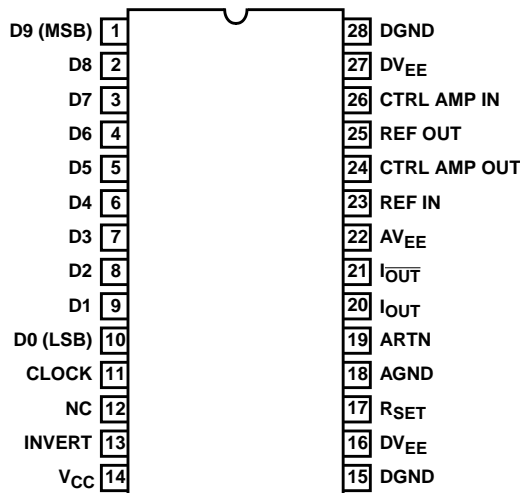 D9 (MSB) 1 28 DGND
D8 2 27 DVEE
D7 3 26 CTRL AMP IN
D6 4 25 REF OUT
D5 5 24 CTRL AMP OUT
D4 6 23 REF IN
D3 7 22 AVEE
D2 8 21 IOUT
D1 9 20 IOUT
D0 (LSB) 10 19 ARTN
CLOCK 11 18 AGND
NC 12 17 RSET
INVERT 13 16 DVEE
VCC 14 15 DGND